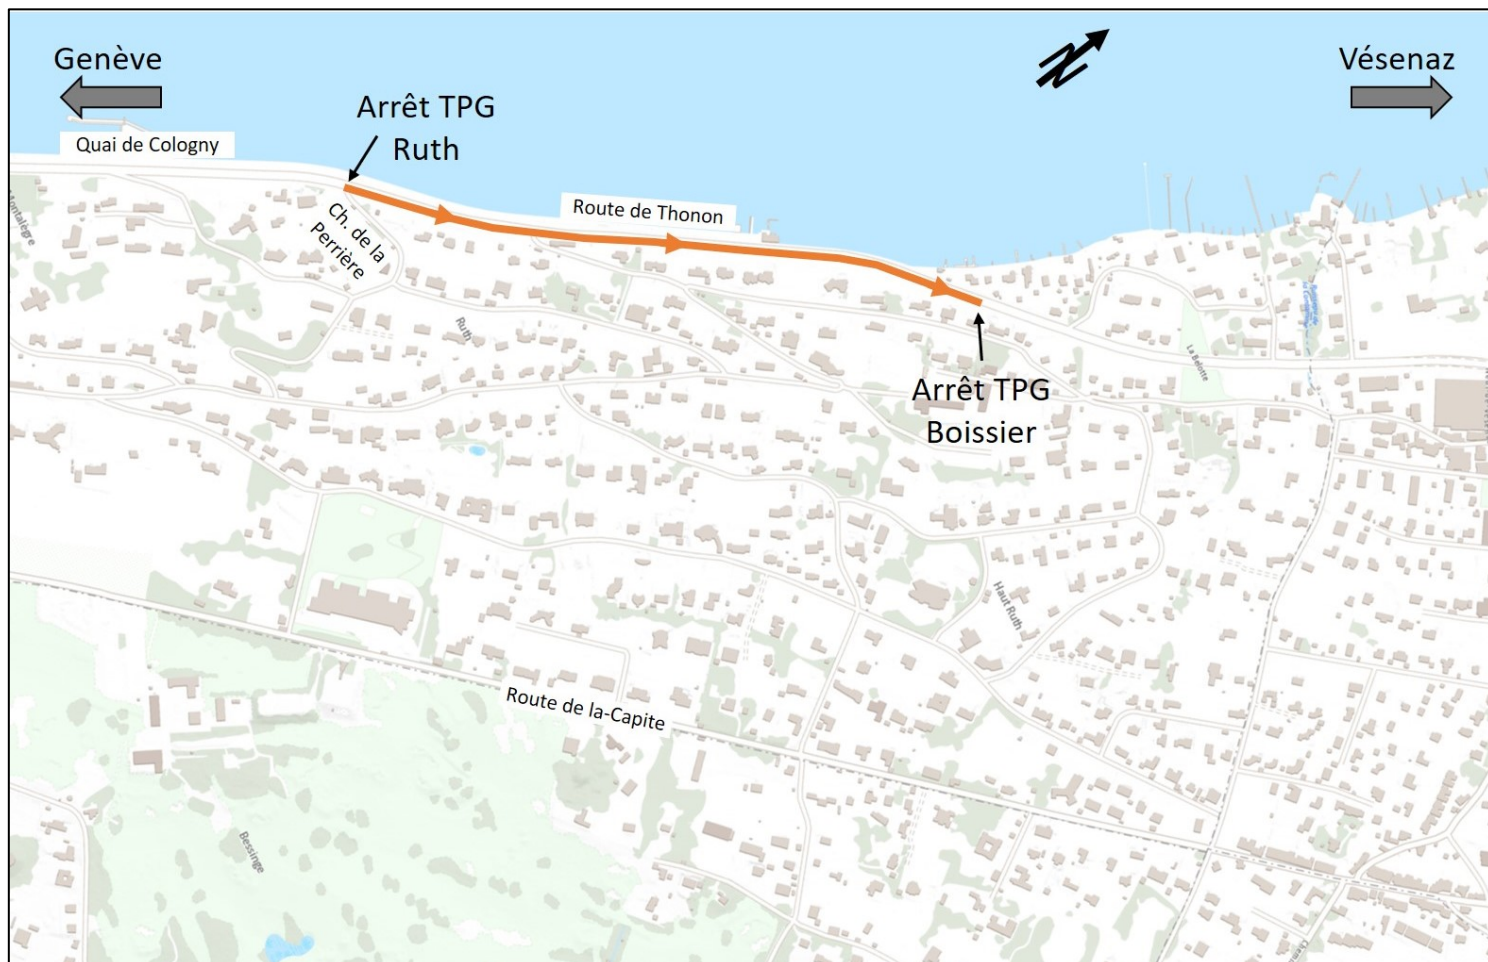 Genève
Vésenaz
Arrêt TPG
Ruth
Quai de Cologny
Route de Thonon
Montalègre
Ch. de la
Perrière
Ruth
La Belotte
Arrêt TPG
Boissier
Haut Ruth
Route de la-Capite
Bessinge